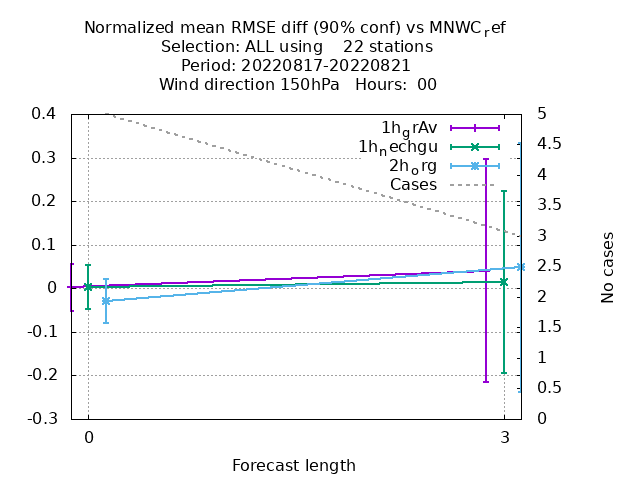 Normalized mean RMSE diff (90% conf) vs MNWC_ref
Selection: ALL using 22 stations
Period: 20220817-20220821
Wind direction 150hPa Hours: 00
0.4
0.3
0.2
0.1
0
-0.1
-0.2
-0.3
1h_grAv
1h_nechgu
2h_org
Cases
5
4.5
4
3.5
3
2.5
2
1.5
1
0.5
0
No cases
0 3
Forecast length